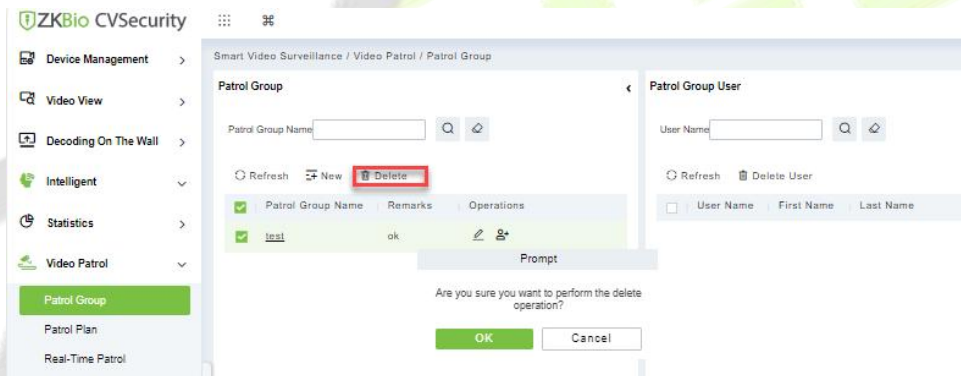 ZKBio CVSecurity
Device Management
Video View
Decoding On The Wall
Intelligent
Statistics
Video Patrol
Patrol Group
Patrol Plan
Real-Time Patrol
Smart Video Surveillance / Video Patrol / Patrol Group
Patrol Group
Patrol Group Name
Refresh New Delete
Patrol Group Name Remarks Operations
test ok
Patrol Group User
User Name
Refresh Delete User
User Name First Name Last Name
Prompt
Are you sure you want to perform the delete
operation?
OK Cancel